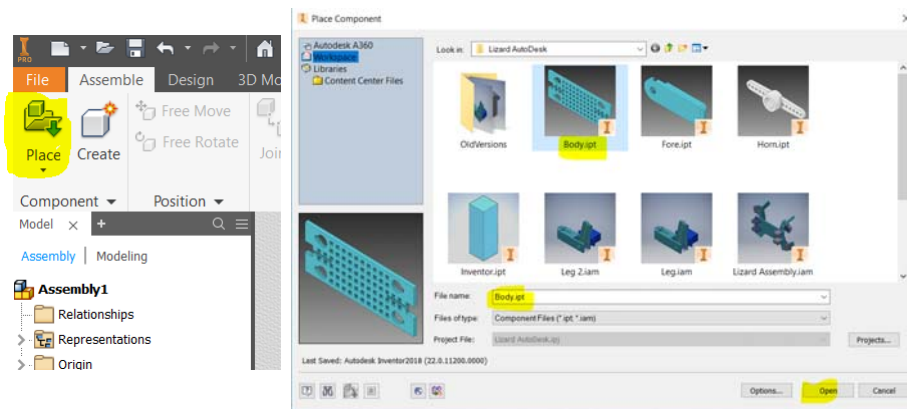 PRO
File Assemble Design 3D Mo
Place
Create
Free Move
Free Rotate
Joi
Component Position
Model x +
Assembly | Modeling
Assembly1
Relationships
Representations
Origin
Place Component
Autodesk A360
Workspace
Libraries
Content Center Files
Look in: Lizard AutoDesk
OldVersions Body.ipt Fore.ipt Horn.ipt
Inventor.ipt Leg 2.iam Leg.iam Lizard Assembly.iam
File name: Body.ipt
Files of type: Component Files (*.ipt; *.iam)
Project File: Lizard AutoDesk.ipj Projects...
Last Saved: Autodesk Inventor2018 (22.0.11200.0000)
Options... Open Cancel